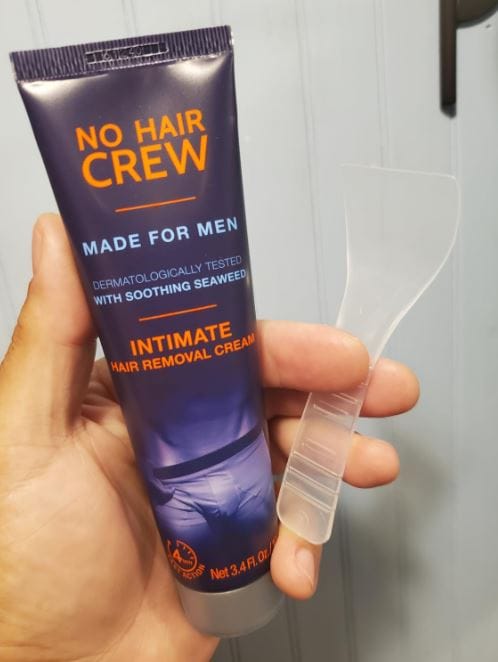 NO HAIR
CREW
MADE FOR MEN
DERMATOLOGICALLY TESTED
WITH SOOTHING SEAWEED
INTIMATE
HAIR REMOVAL CREAM
4
ACTION
Net 3.4 Fl. Oz.